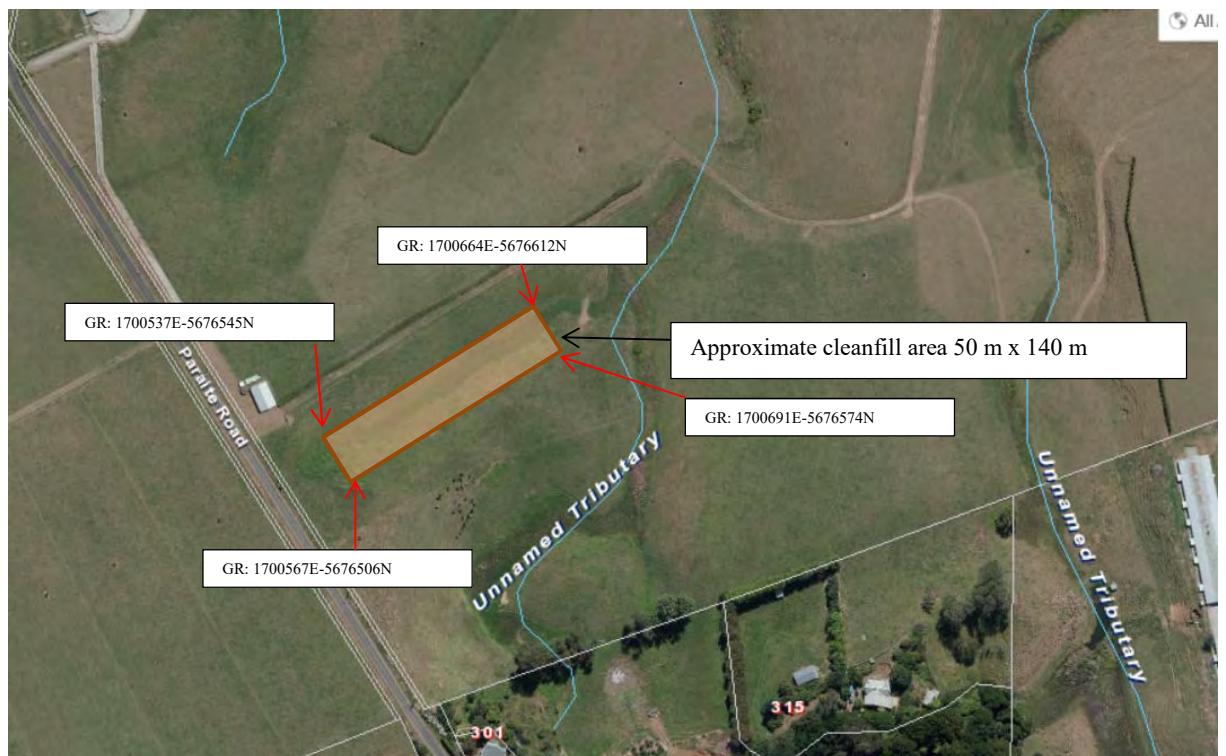 All
GR: 1700664E-5676612N
GR: 1700537E-5676545N
Paraite Road
Approximate cleanfill area 50 m x 140 m
GR: 1700691E-5676574N
Unnamed Tributary
Unnamed Tributary
GR: 1700567E-5676506N
315
301